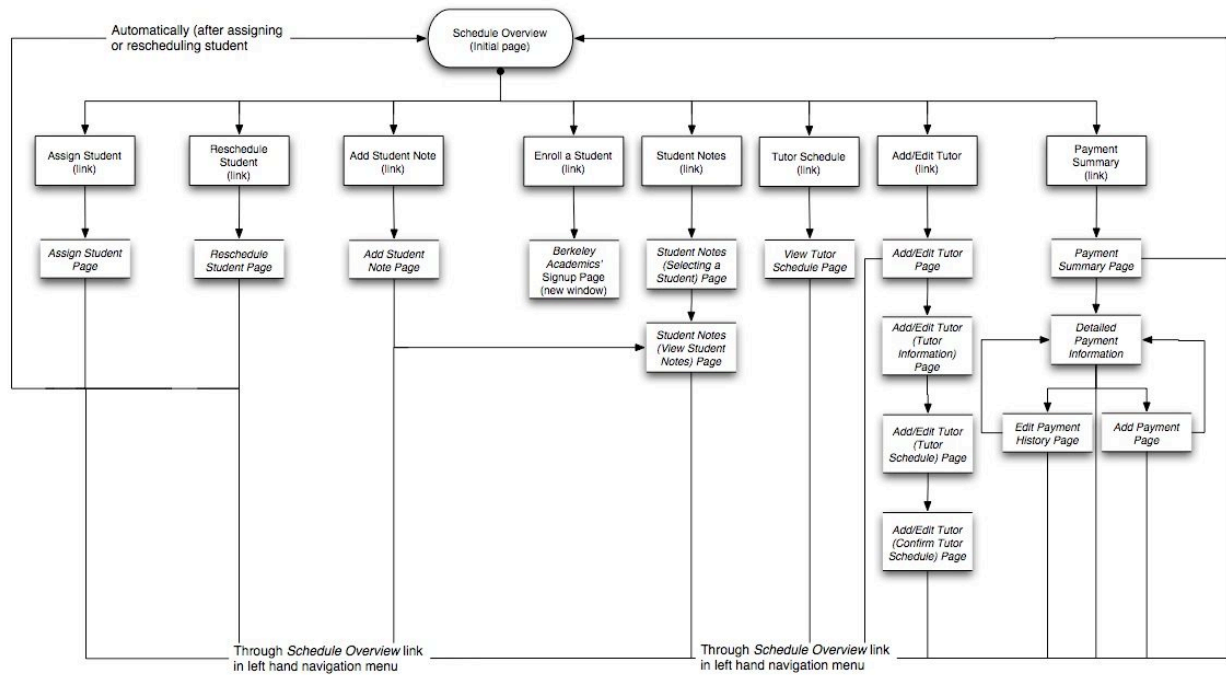 Automatically (after assigning
or rescheduling student
Schedule Overview
(Initial page)
Assign Student
(link)
Reschedule
Student
(link)
Add Student Note
(link)
Enroll a Student
(link)
Student Notes
(link)
Tutor Schedule
(link)
Add/Edit Tutor
(link)
Payment
Summary
(link)
Assign Student
Page
Reschedule
Student Page
Add Student
Note Page
Berkeley
Academics'
Signup Page
(new window)
Student Notes
(Selecting a
Student) Page
View Tutor
Schedule Page
Add/Edit Tutor
Page
Payment
Summary Page
Student Notes
(View Student
Notes) Page
Add/Edit Tutor
(Tutor
Information)
Page
Detailed
Payment
Information
Add/Edit Tutor
(Tutor
Schedule) Page
Edit Payment
History Page
Add Payment
Page
Add/Edit Tutor
(Confirm Tutor
Schedule) Page
Through Schedule Overview link
in left hand navigation menu
Through Schedule Overview link
in left hand navigation menu